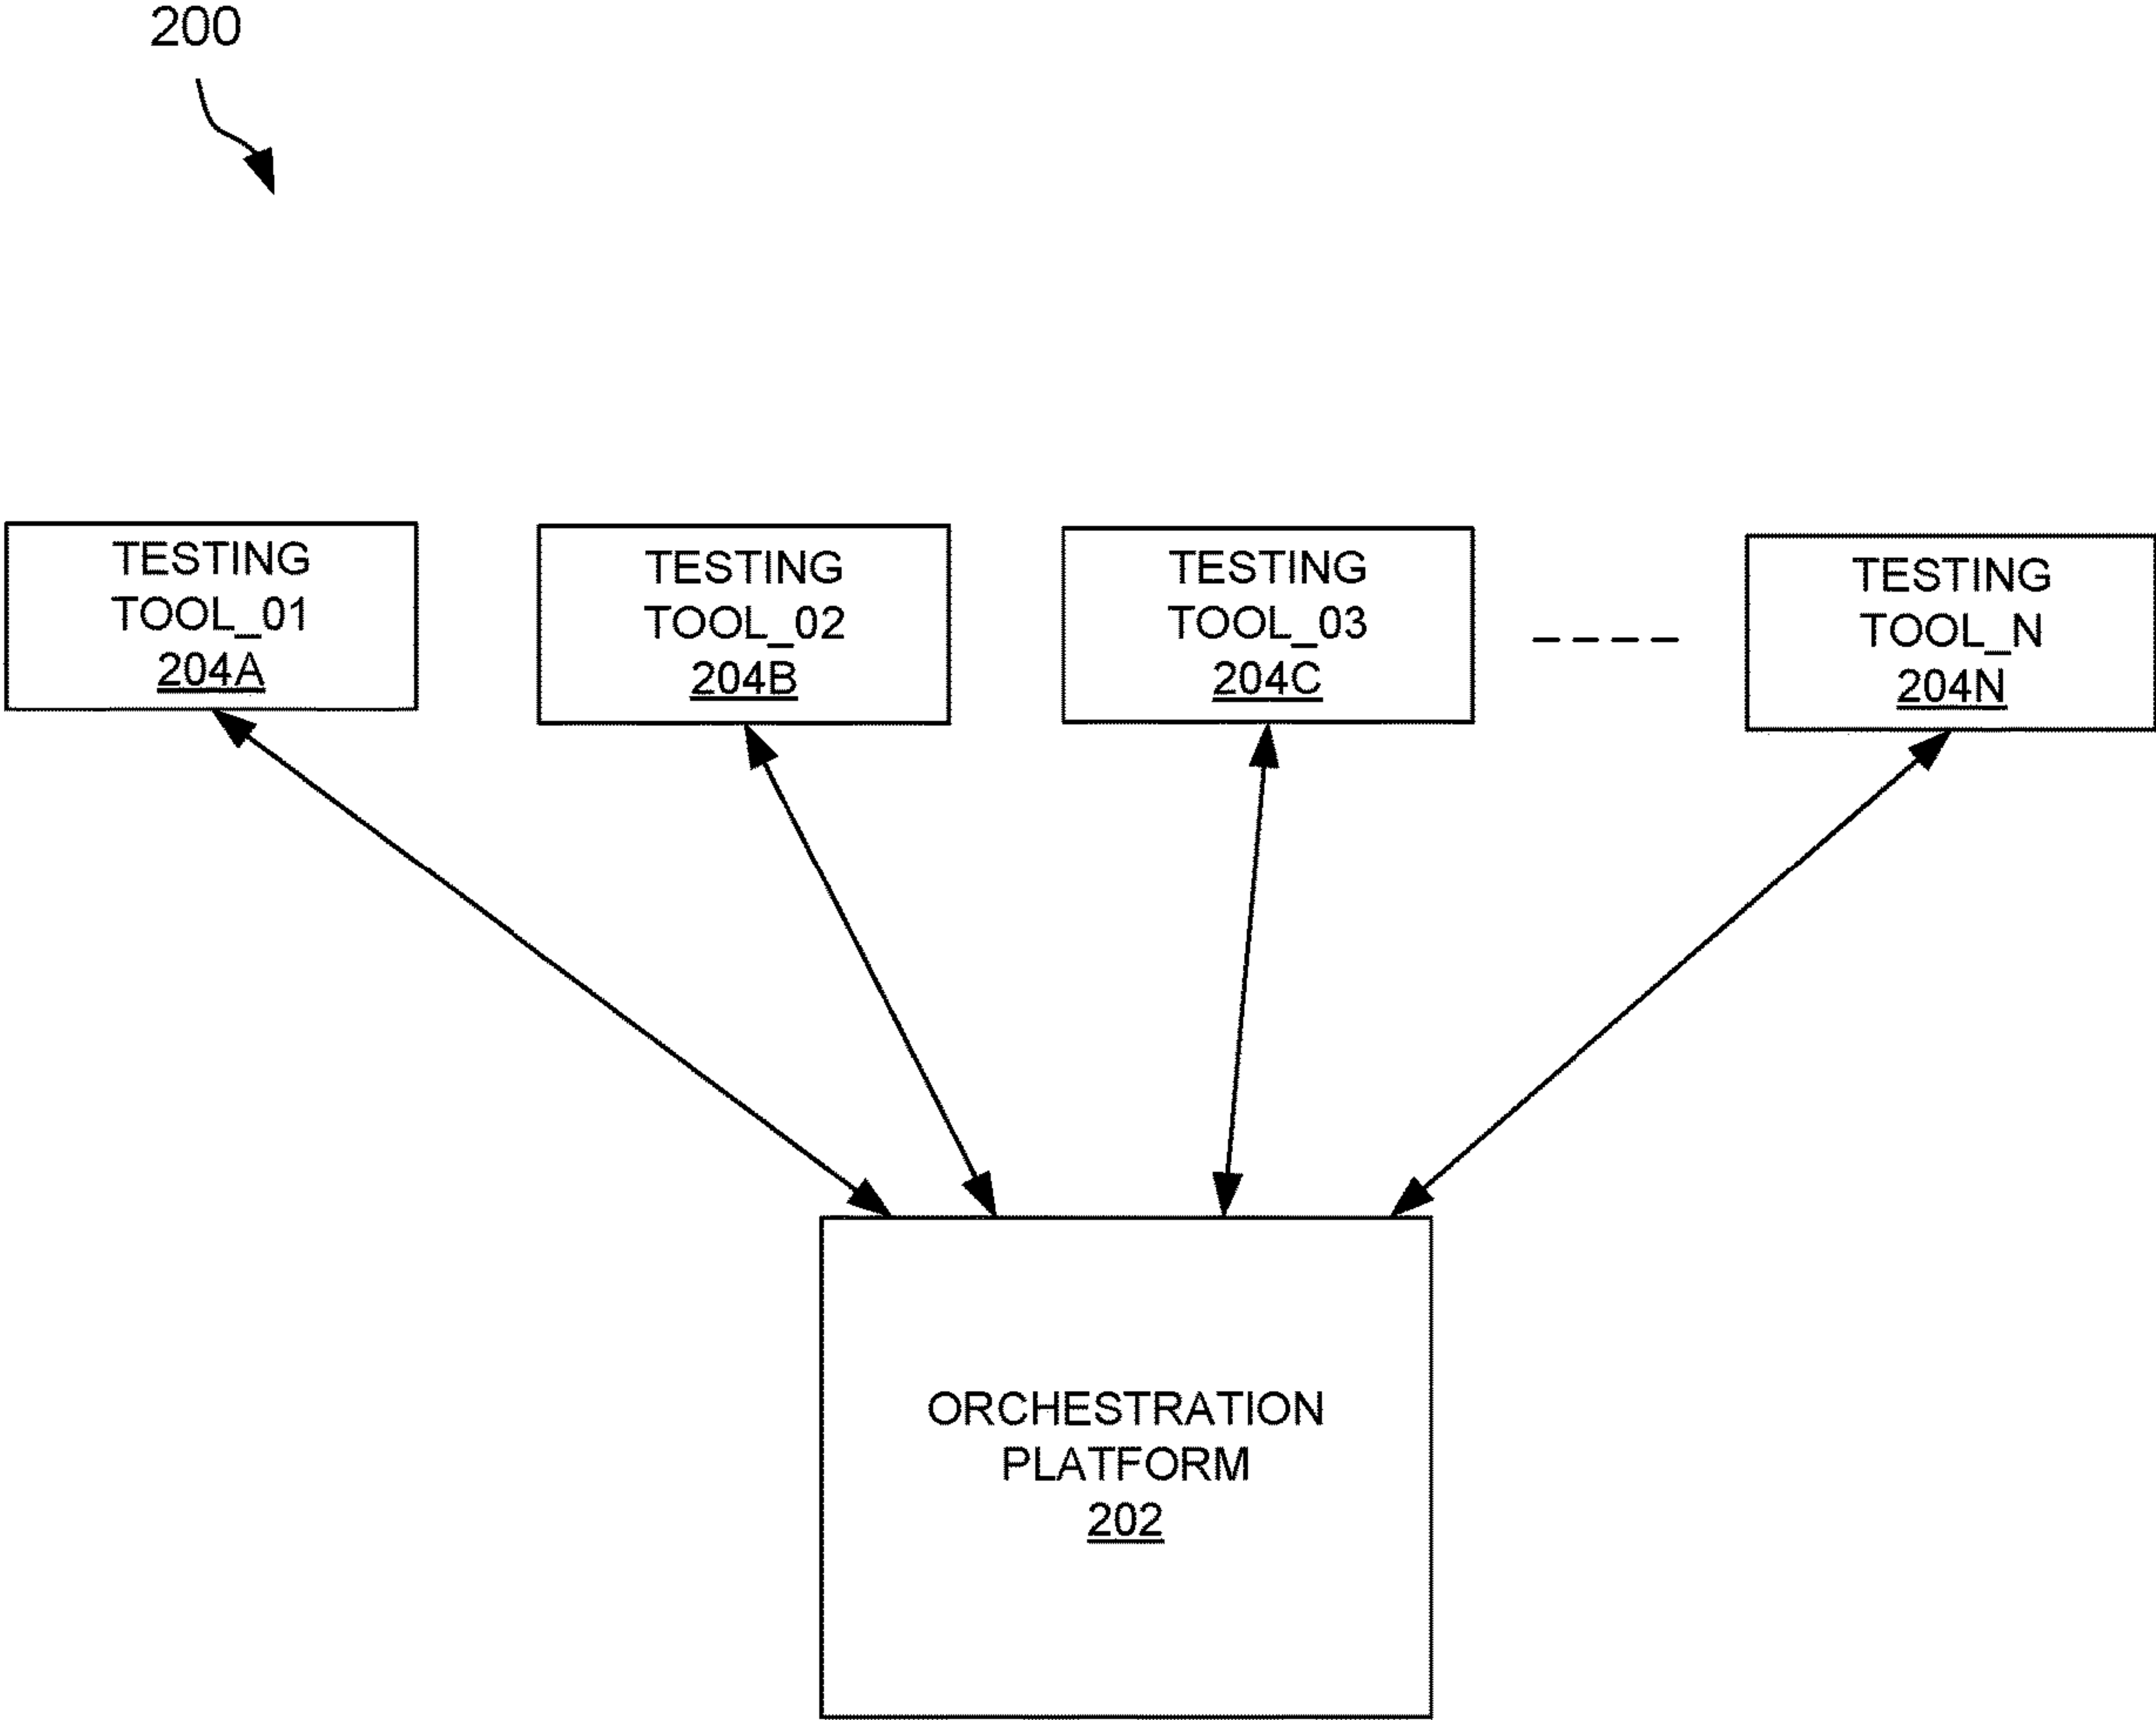 200
TESTING
TOOL_01
204A
TESTING
TOOL_02
204B
TESTING
TOOL_03
204C
TESTING
TOOL_N
204N
ORCHESTRATION
PLATFORM
202